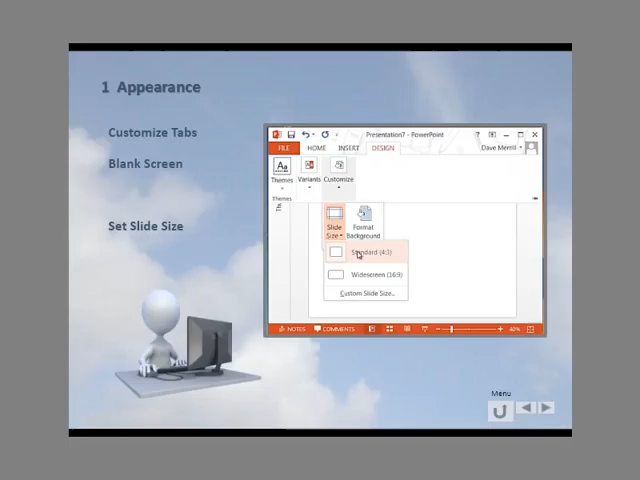 1 Appearance
Customize Tabs
Blank Screen
Set Slide Size
Presentation7 - PowerPoint
FILE HOME INSERT DESIGN Dave Merrill
Themes Variants Customize
Themes
Slide Size Format Background
Standard (4:3)
Widescreen (16:9)
Custom Slide Size...
NOTES COMMENTS 40%
Menu